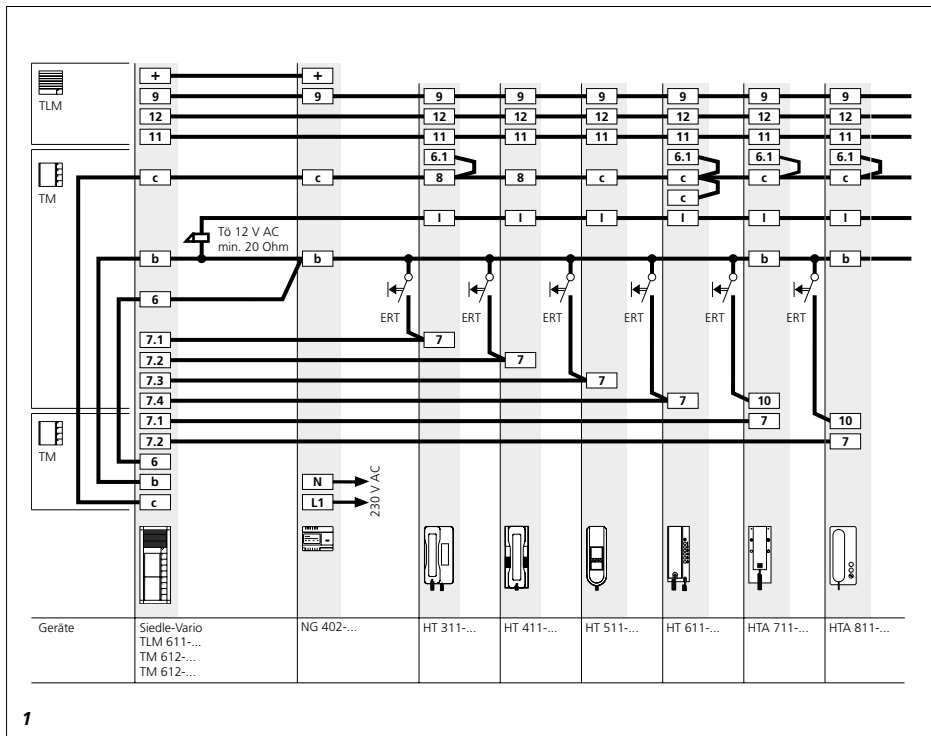 + +
TLM 9 9 9 9 9 9 9 9
12 12 12 12 12 12 12
11 11 11 11 11 11 11
6.1 6.1 6.1 6.1
TM c c 8 8 c c c c
c
I I I I I I
Tö 12 V AC
min. 20 Ohm
b b b b
6
ERT ERT ERT ERT ERT ERT
7.1 7
7.2 7
7.3 7
7.4 7 10
7.1 7 10
7.2 7
TM
6
b N
c L1
230 V AC
Geräte Siedle-Vario NG 402-... HT 311-... HT 411-... HT 511-... HT 611-... HTA 711-... HTA 811-...
TLM 611-...
TM 612-...
TM 612-...
1